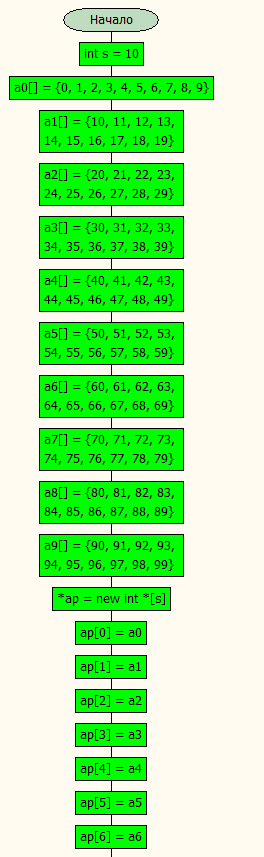 Начало
int s = 10
a0[] = {0, 1, 2, 3, 4, 5, 6, 7, 8, 9}
a1[] = {10, 11, 12, 13,
14, 15, 16, 17, 18, 19}
a2[] = {20, 21, 22, 23,
24, 25, 26, 27, 28, 29}
a3[] = {30, 31, 32, 33,
34, 35, 36, 37, 38, 39}
a4[] = {40, 41, 42, 43,
44, 45, 46, 47, 48, 49}
a5[] = {50, 51, 52, 53,
54, 55, 56, 57, 58, 59}
a6[] = {60, 61, 62, 63,
64, 65, 66, 67, 68, 69}
a7[] = {70, 71, 72, 73,
74, 75, 76, 77, 78, 79}
a8[] = {80, 81, 82, 83,
84, 85, 86, 87, 88, 89}
a9[] = {90, 91, 92, 93,
94, 95, 96, 97, 98, 99}
*ap = new int *[s]
ap[0] = a0
ap[1] = a1
ap[2] = a2
ap[3] = a3
ap[4] = a4
ap[5] = a5
ap[6] = a6